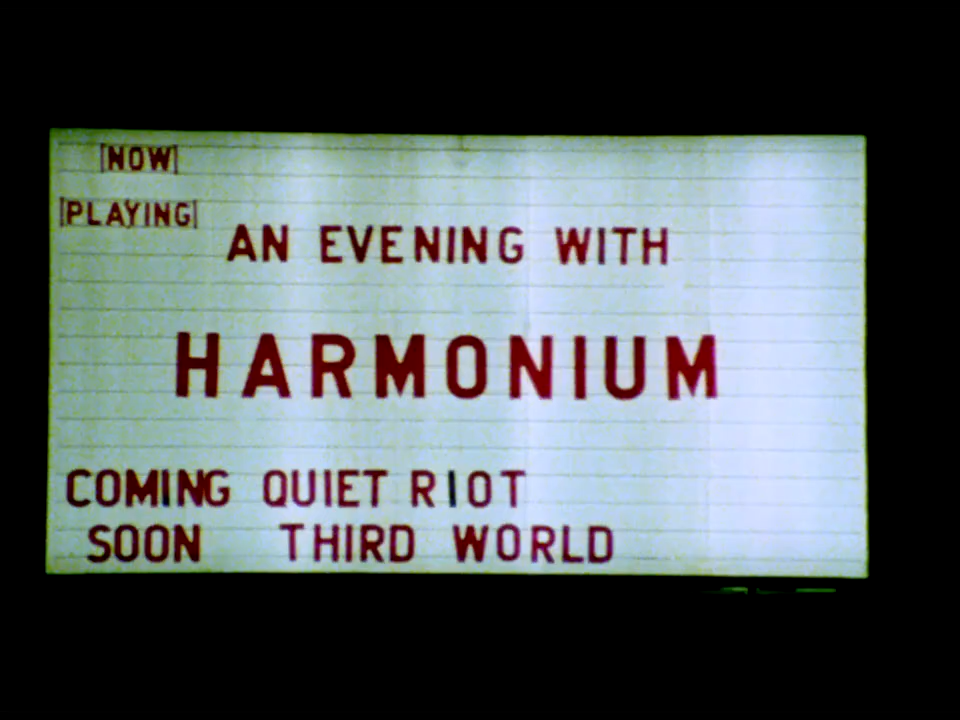 [NOW]
[PLAYING]
AN EVENING WITH
HARMONIUM
COMING QUIET RIOT
SOON THIRD WORLD